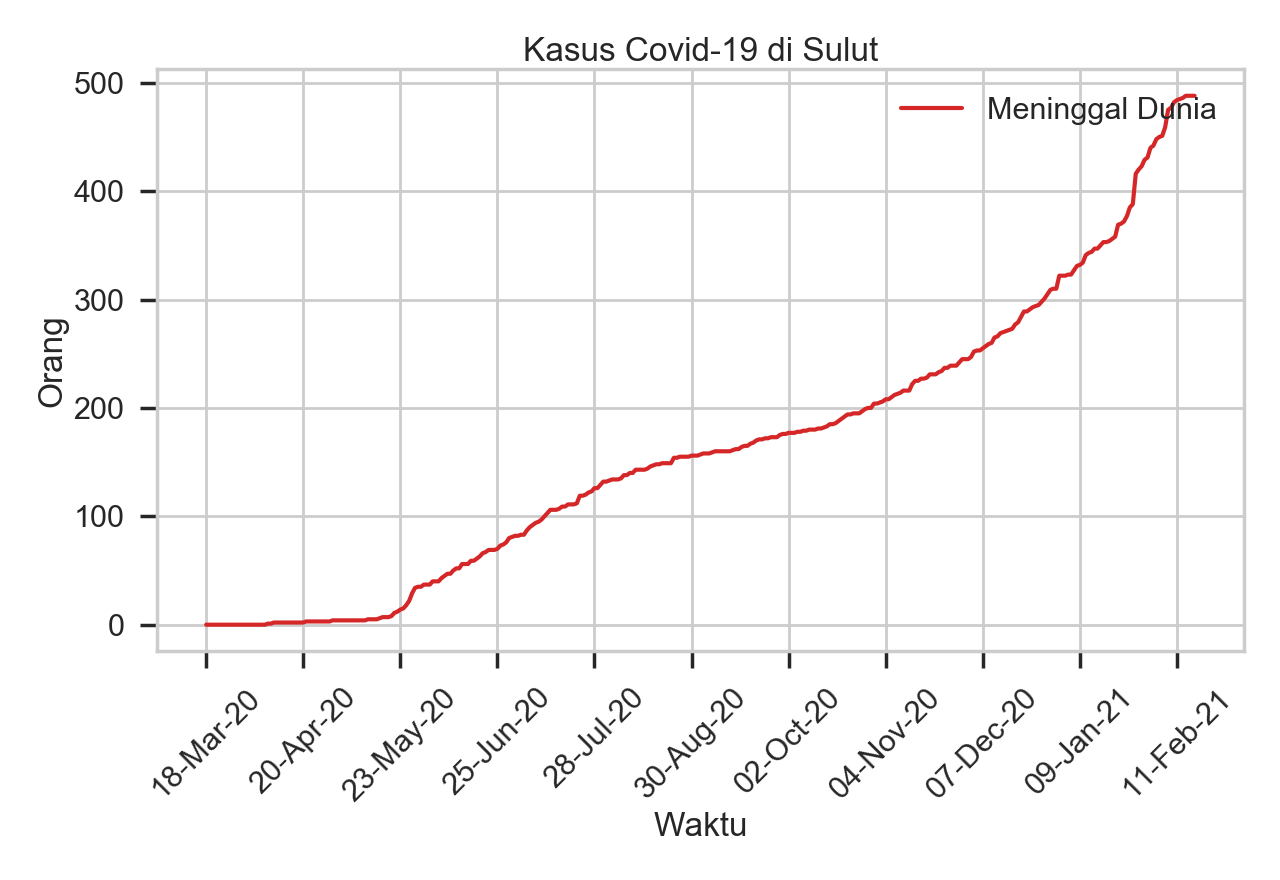 Kasus Covid-19 di Sulut
Meninggal Dunia
Orang
500
400
300
200
100
0
18-Mar-20
20-Apr-20
23-May-20
25-Jun-20
28-Jul-20
30-Aug-20
02-Oct-20
04-Nov-20
07-Dec-20
09-Jan-21
11-Feb-21
Waktu